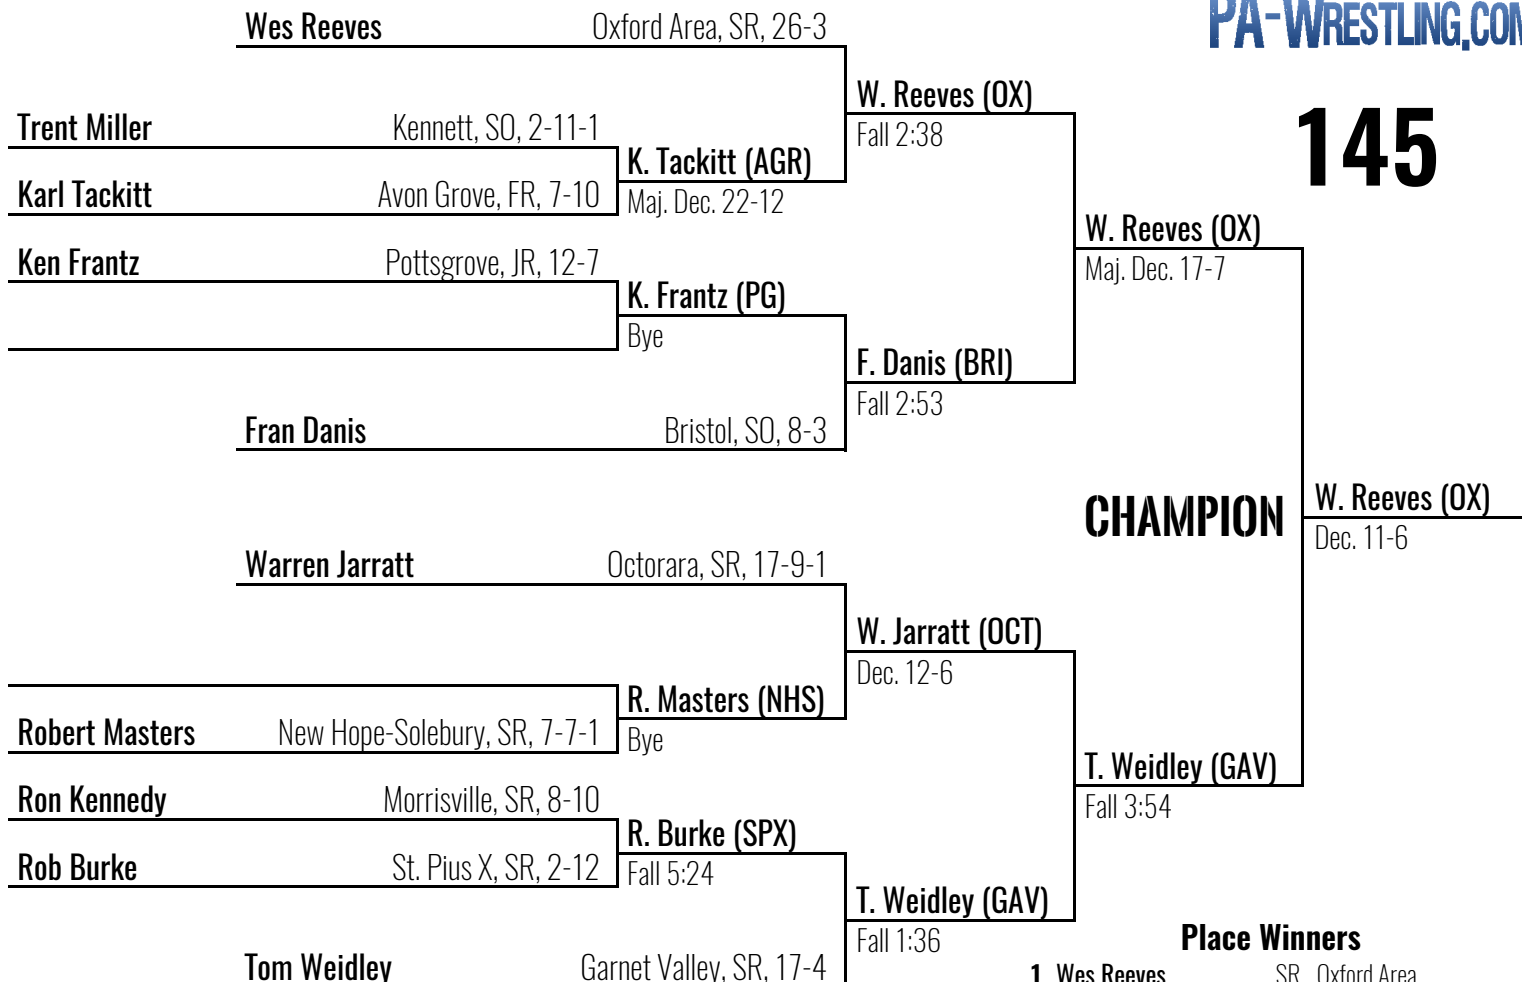 PA-WRESTLING.COM
145
Wes Reeves Oxford Area, SR, 26-3
W. Reeves (OX)
Fall 2:38
Trent Miller Kennett, SO, 2-11-1
K. Tackitt (AGR)
Maj. Dec. 22-12
Karl Tackitt Avon Grove, FR, 7-10
W. Reeves (OX)
Maj. Dec. 17-7
Ken Frantz Pottsgrove, JR, 12-7
K. Frantz (PG)
Bye
F. Danis (BRI)
Fall 2:53
Fran Danis Bristol, SO, 8-3
CHAMPION
W. Reeves (OX)
Dec. 11-6
Warren Jarratt Octorara, SR, 17-9-1
W. Jarratt (OCT)
Dec. 12-6
R. Masters (NHS)
Bye
Robert Masters New Hope-Solebury, SR, 7-7-1
T. Weidley (GAV)
Fall 3:54
Ron Kennedy Morrisville, SR, 8-10
R. Burke (SPX)
Fall 5:24
Rob Burke St. Pius X, SR, 2-12
T. Weidley (GAV)
Fall 1:36
Tom Weidley Garnet Valley, SR, 17-4
Place Winners
1 Wes Reeves SR Oxford Area